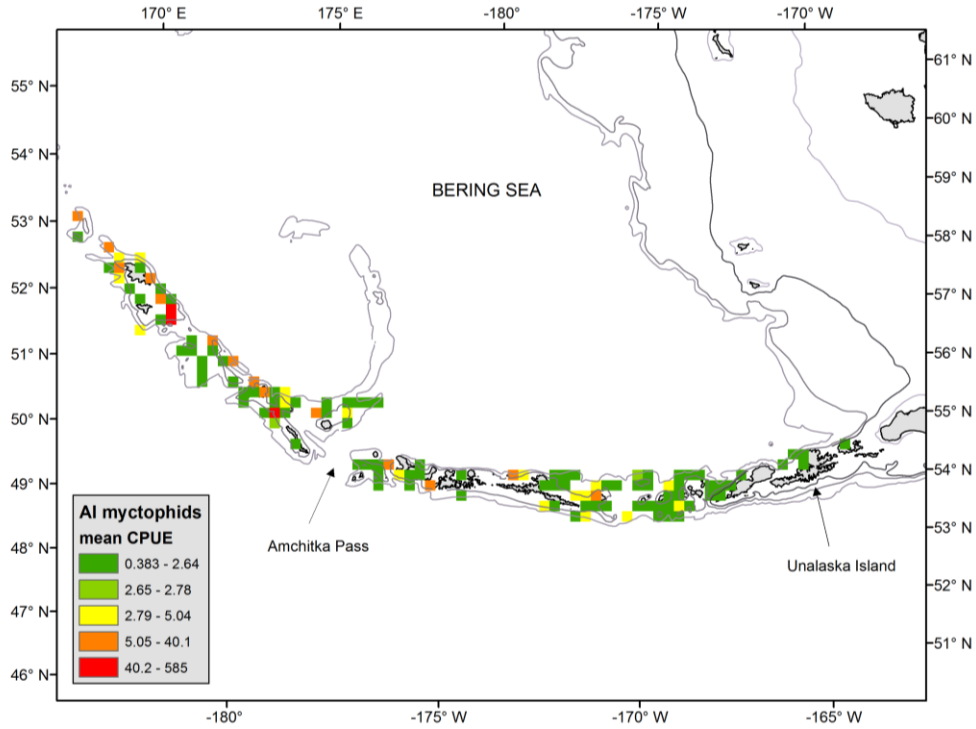 170° E 175° E -180° -175° W -170° W
55° N
54° N
53° N
52° N
51° N
50° N
49° N
48° N
47° N
46° N
61° N
60° N
59° N
58° N
57° N
56° N
55° N
54° N
53° N
52° N
51° N
BERING SEA
Amchitka Pass
Unalaska Island
AI myctophids
mean CPUE
0.383 - 2.64
2.65 - 2.78
2.79 - 5.04
5.05 - 40.1
40.2 - 585
-180° -175° W -170° W -165° W